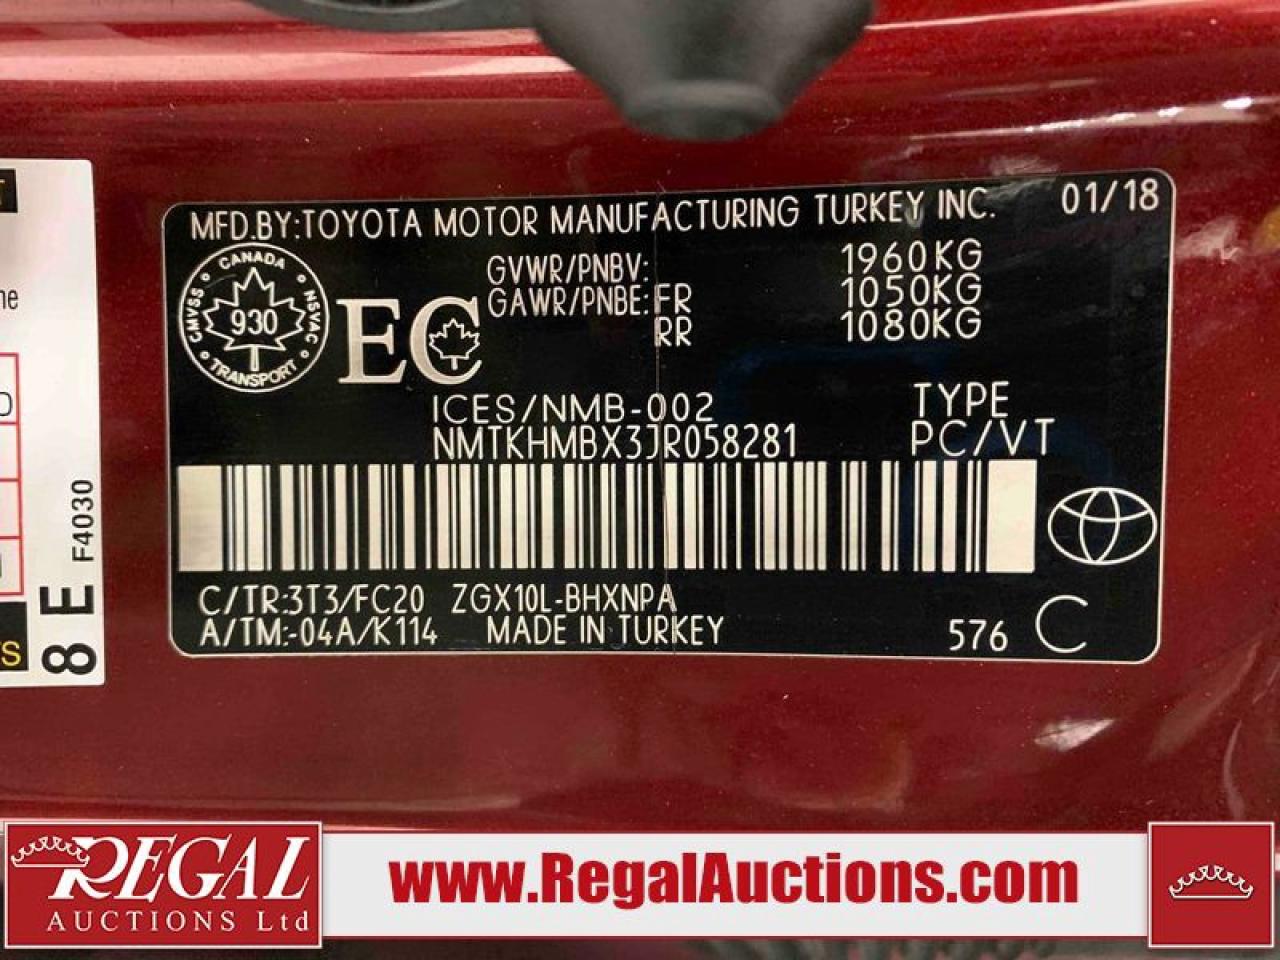 MFD.BY:TOYOTA MOTOR MANUFACTURING TURKEY INC. 01/18
GVWR/PNBV: 1960KG
GAWR/PNBE:FR 1050KG
RR 1080KG
CANADA
CMVSS
930
NSVAC
TRANSPORT
EC
ICES/NMB-002 TYPE
NMTKHMBX3JR058281 PC/VT
C/TR:3T3/FC20 ZGX10L-BHXNPA
A/TM:-04A/K114 MADE IN TURKEY 576 C
8 E F4030
REGAL
AUCTIONS Ltd
www.RegalAuctions.com